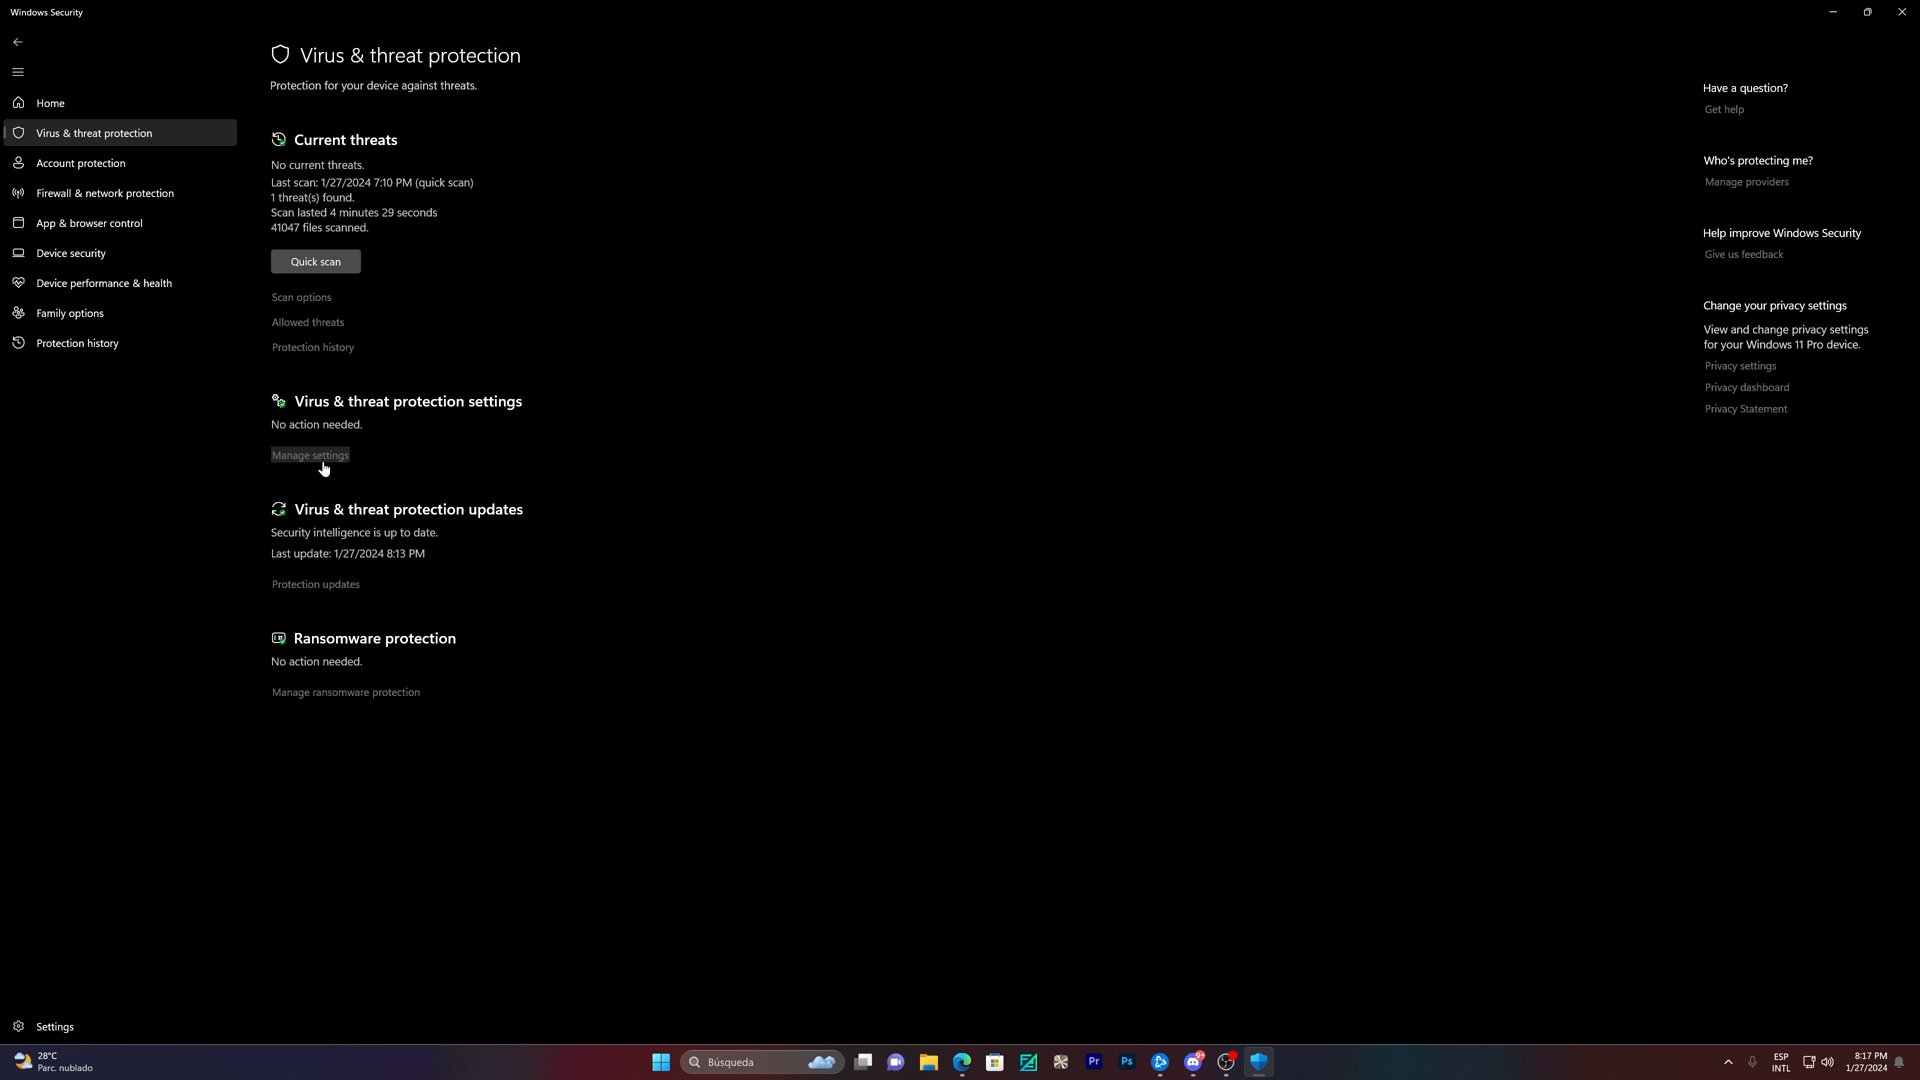 Windows Security
Home
Virus & threat protection
Account protection
Firewall & network protection
App & browser control
Device security
Device performance & health
Family options
Protection history
Settings
Virus & threat protection
Protection for your device against threats.
Current threats
No current threats.
Last scan: 1/27/2024 7:10 PM (quick scan)
1 threat(s) found.
Scan lasted 4 minutes 29 seconds
41047 files scanned.
Quick scan
Scan options
Allowed threats
Protection history
Virus & threat protection settings
No action needed.
Manage settings
Virus & threat protection updates
Security intelligence is up to date.
Last update: 1/27/2024 8:13 PM
Protection updates
Ransomware protection
No action needed.
Manage ransomware protection
Have a question?
Get help
Who's protecting me?
Manage providers
Help improve Windows Security
Give us feedback
Change your privacy settings
View and change privacy settings
for your Windows 11 Pro device.
Privacy settings
Privacy dashboard
Privacy Statement
28°C
Parc. nublado
Búsqueda
Pr
Ps
9+
ESP
INTL
8:17 PM
1/27/2024